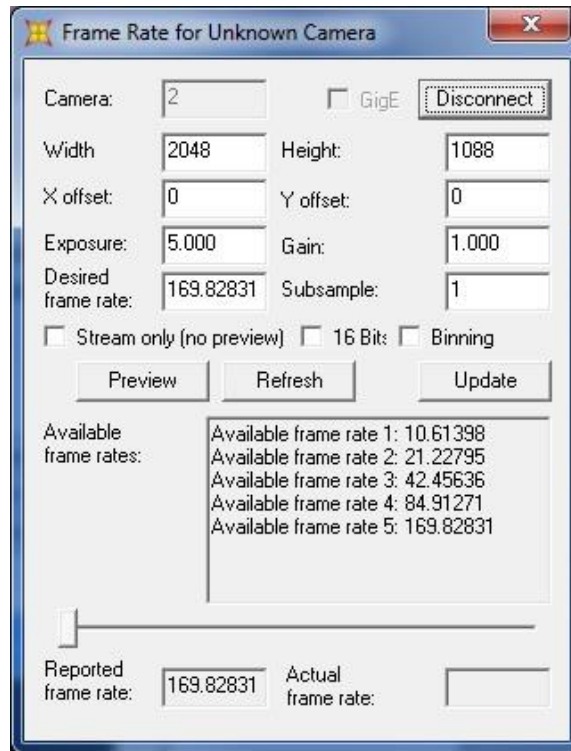 Frame Rate for Unknown Camera
Camera: 2 GigE Disconnect
Width 2048 Height: 1088
X offset: 0 Y offset: 0
Exposure: 5.000 Gain: 1.000
Desired
frame rate: 169.82831 Subsample: 1
Stream only (no preview) 16 Bits Binning
Preview Refresh Update
Available
frame rates:
Available frame rate 1: 10.61398
Available frame rate 2: 21.22795
Available frame rate 3: 42.45636
Available frame rate 4: 84.91271
Available frame rate 5: 169.82831
Reported
frame rate: 169.82831
Actual
frame rate: